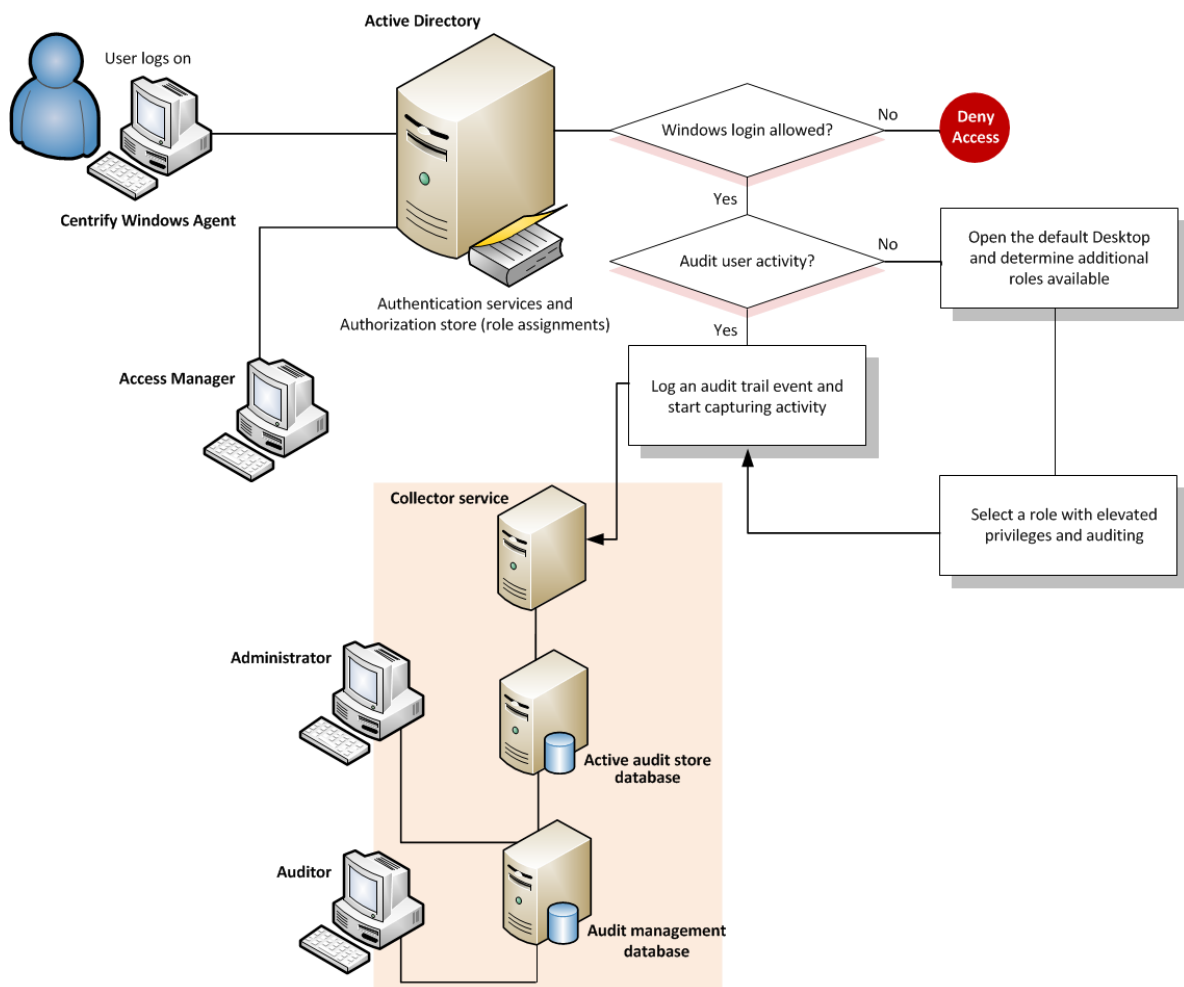 Active Directory
User logs on
Centrify Windows Agent
Windows login allowed?
No
Deny
Access
Yes
Audit user activity?
No
Open the default Desktop
and determine additional
roles available
Authentication services and
Authorization store (role assignments)
Yes
Access Manager
Log an audit trail event and
start capturing activity
Select a role with elevated
privileges and auditing
Collector service
Administrator
Active audit store
database
Auditor
Audit management
database